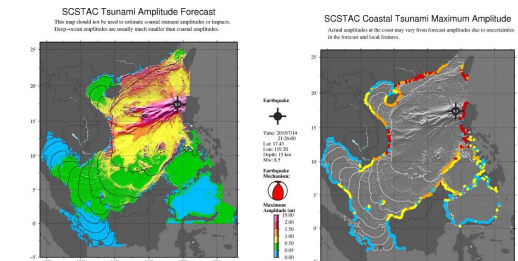 SCSTAC Tsunami Amplitude Forecast
This map should not be used to estimate coastal tsunami amplitudes or impacts.
Deep-ocean amplitudes are usually much smaller than coastal amplitudes.
25°
20°
15°
10°
5°
0°
-5°
Earthquake
Time: 2015/7/14
21:26:00
Lat: 17.43
Lon: 119.20
Depth: 15 km
Mw: 8.5
Earthquake
Mechanism:
Maximum
Amplitude (m)
10.00
2.00
1.50
1.00
0.50
0.05
0.00
SCSTAC Coastal Tsunami Maximum Amplitude
Actual amplitudes at the coast may vary from forecast amplitudes due to uncertainties
in the forecast and local features.
25°
20°
15°
10°
5°
0°
-5°